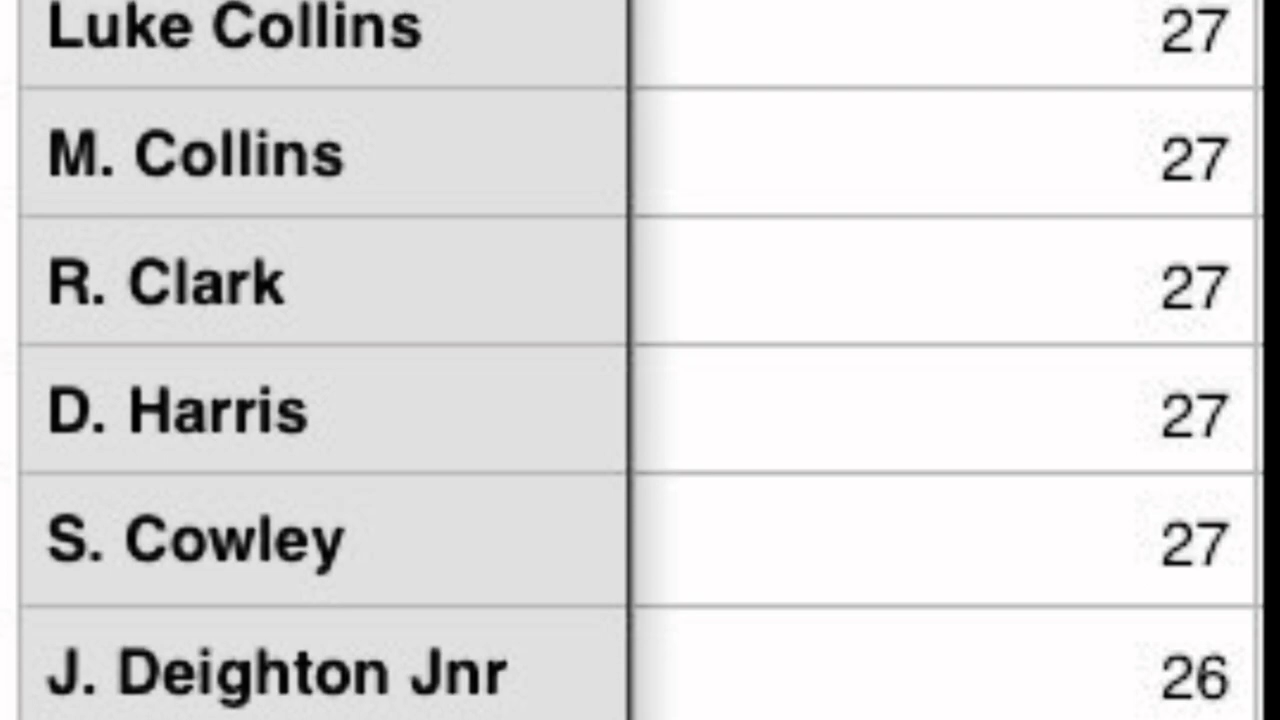 Luke Collins 27
M. Collins 27
R. Clark 27
D. Harris 27
S. Cowley 27
J. Deighton Jnr 26